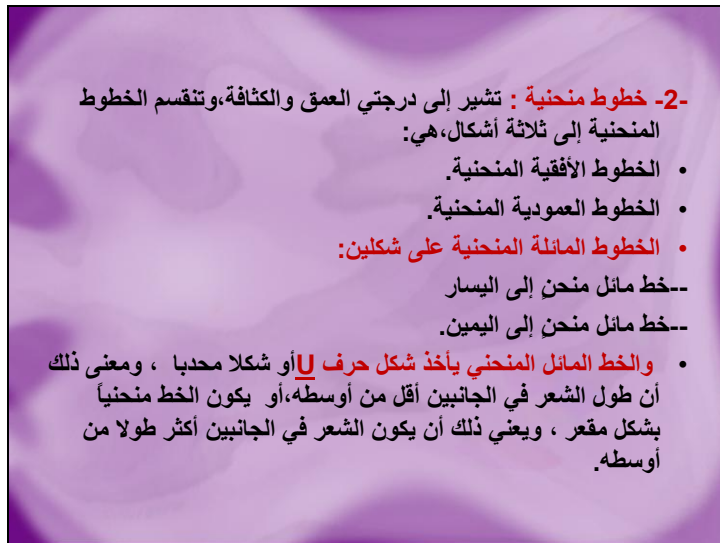 -2- خطوط منحنية : تشير إلى درجتي العمق والكثافة،وتنقسم الخطوط
المنحنية إلى ثلاثة أشكال،هي:
• الخطوط الأفقية المنحنية.
• الخطوط العمودية المنحنية.
• الخطوط المائلة المنحنية على شكلين:
--خط مائل منحنٍ إلى اليسار
--خط مائل منحنٍ إلى اليمين.
• والخط المائل المنحني يأخذ شكل حرف U أو شكلا محدبا ، ومعنى ذلك
أن طول الشعر في الجانبين أقل من أوسطه،أو يكون الخط منحنياً
بشكل مقعر ، ويعني ذلك أن يكون الشعر في الجانبين أكثر طولا من
أوسطه.